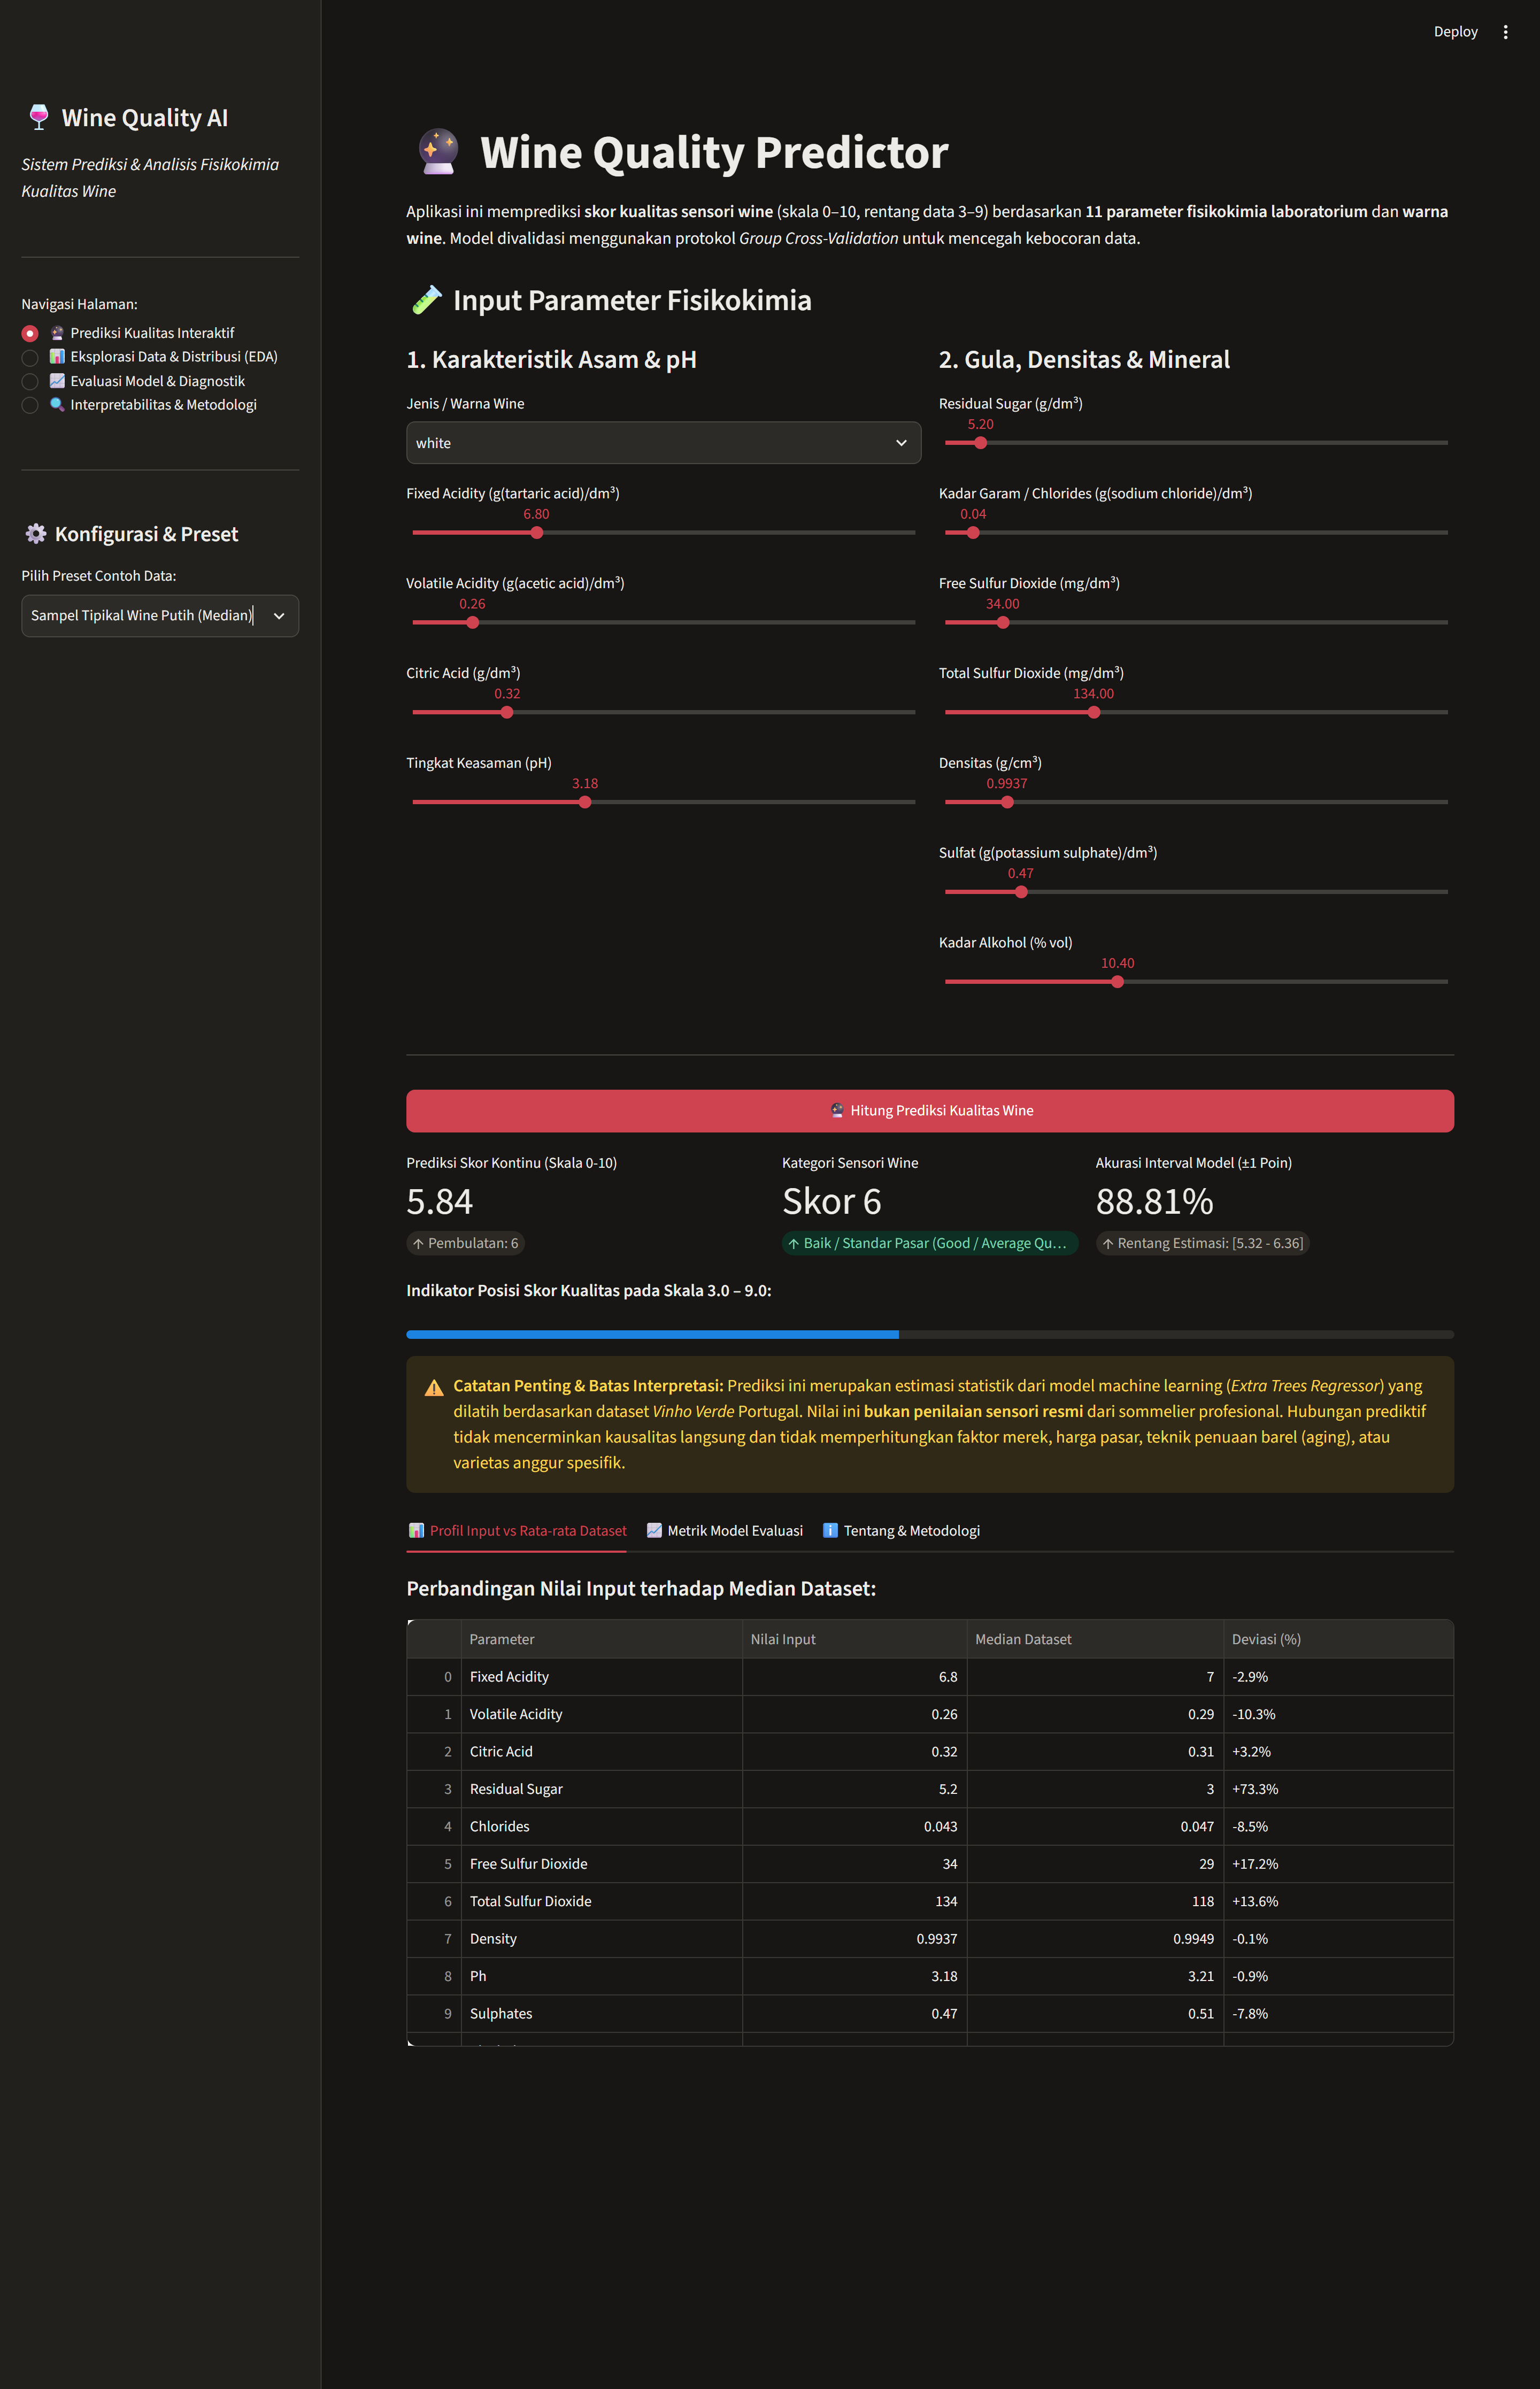 Deploy
Wine Quality AI
Sistem Prediksi & Analisis Fisikokimia
Kualitas Wine
Navigasi Halaman:
Prediksi Kualitas Interaktif
Eksplorasi Data & Distribusi (EDA)
Evaluasi Model & Diagnostik
Interpretabilitas & Metodologi
Konfigurasi & Preset
Pilih Preset Contoh Data:
Sampel Tipikal Wine Putih (Median)
Wine Quality Predictor
Aplikasi ini memprediksi skor kualitas sensori wine (skala 0–10, rentang data 3–9) berdasarkan 11 parameter fisikokimia laboratorium dan warna
wine. Model divalidasi menggunakan protokol Group Cross-Validation untuk mencegah kebocoran data.
Input Parameter Fisikokimia
1. Karakteristik Asam & pH
Jenis / Warna Wine
white
Fixed Acidity (g(tartaric acid)/dm³)
6.80
Volatile Acidity (g(acetic acid)/dm³)
0.26
Citric Acid (g/dm³)
0.32
Tingkat Keasaman (pH)
3.18
2. Gula, Densitas & Mineral
Residual Sugar (g/dm³)
5.20
Kadar Garam / Chlorides (g(sodium chloride)/dm³)
0.04
Free Sulfur Dioxide (mg/dm³)
34.00
Total Sulfur Dioxide (mg/dm³)
134.00
Densitas (g/cm³)
0.9937
Sulfat (g(potassium sulphate)/dm³)
0.47
Kadar Alkohol (% vol)
10.40
Hitung Prediksi Kualitas Wine
Prediksi Skor Kontinu (Skala 0-10)
5.84
↑ Pembulatan: 6
Kategori Sensori Wine
Skor 6
↑ Baik / Standar Pasar (Good / Average Qu...
Akurasi Interval Model (±1 Poin)
88.81%
↑ Rentang Estimasi: [5.32 - 6.36]
Indikator Posisi Skor Kualitas pada Skala 3.0 – 9.0:
Catatan Penting & Batas Interpretasi: Prediksi ini merupakan estimasi statistik dari model machine learning (Extra Trees Regressor) yang
dilatih berdasarkan dataset Vinho Verde Portugal. Nilai ini bukan penilaian sensori resmi dari sommelier profesional. Hubungan prediktif
tidak mencerminkan kausalitas langsung dan tidak memperhitungkan faktor merek, harga pasar, teknik penuaan barel (aging), atau
varietas anggur spesifik.
Profil Input vs Rata-rata Dataset Metrik Model Evaluasi Tentang & Metodologi
Perbandingan Nilai Input terhadap Median Dataset:
Parameter Nilai Input Median Dataset Deviasi (%)
0 Fixed Acidity 6.8 7 -2.9%
1 Volatile Acidity 0.26 0.29 -10.3%
2 Citric Acid 0.32 0.31 +3.2%
3 Residual Sugar 5.2 3 +73.3%
4 Chlorides 0.043 0.047 -8.5%
5 Free Sulfur Dioxide 34 29 +17.2%
6 Total Sulfur Dioxide 134 118 +13.6%
7 Density 0.9937 0.9949 -0.1%
8 Ph 3.18 3.21 -0.9%
9 Sulphates 0.47 0.51 -7.8%